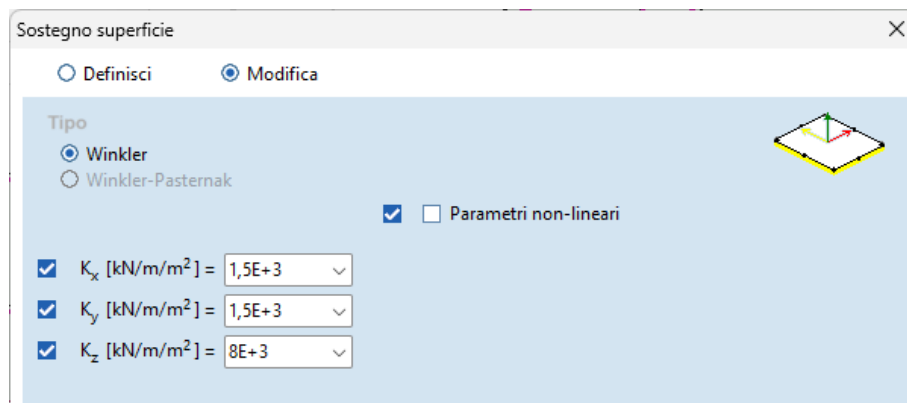 Sostegno superficie
Definisci Modifica
Tipo
Winkler
Winkler-Pasternak
Parametri non-lineari
Kx [kN/m/m²] = 1,5E+3
Ky [kN/m/m²] = 1,5E+3
Kz [kN/m/m²] = 8E+3